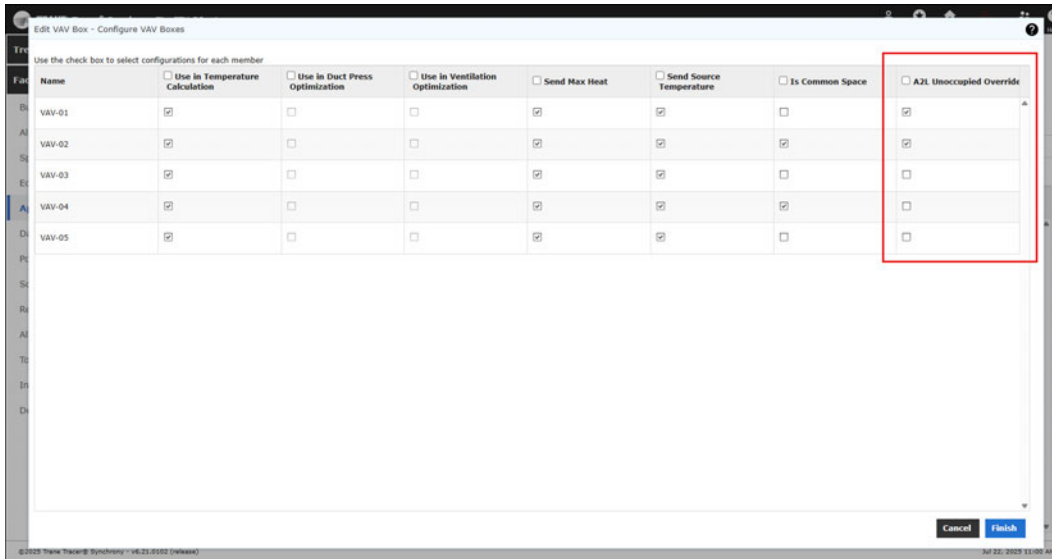 Edit VAV Box - Configure VAV Boxes
Use the check box to select configurations for each member
Name
Use in Temperature Calculation
Use in Duct Press Optimization
Use in Ventilation Optimization
Send Max Heat
Send Source Temperature
Is Common Space
A2L Unoccupied Override
VAV-01
VAV-02
VAV-03
VAV-04
VAV-05
Cancel Finish
©2025 Trane Tracer® Synchrony - v6.21.0102 (release)
Jul 22, 2025 11:00